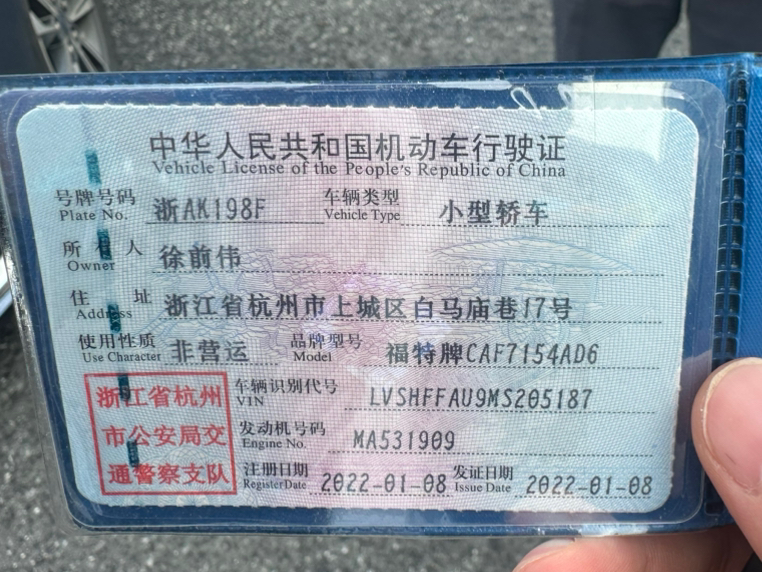 中华人民共和国机动车行驶证
Vehicle License of the People's Republic of China
号牌号码 浙AK198F 车辆类型 小型轿车
Plate No. Vehicle Type
所有人 徐前伟
Owner
住址 浙江省杭州市上城区白马庙巷17号
Address
使用性质 非营运 品牌型号 福特牌CAF7154AD6
Use Character Model
浙江省杭州
市公安局交
通警察支队
车辆识别代号 LVSHFFAU9MS205187
VIN
发动机号码 MA531909
Engine No.
注册日期 2022-01-08 发证日期 2022-01-08
Register Date Issue Date